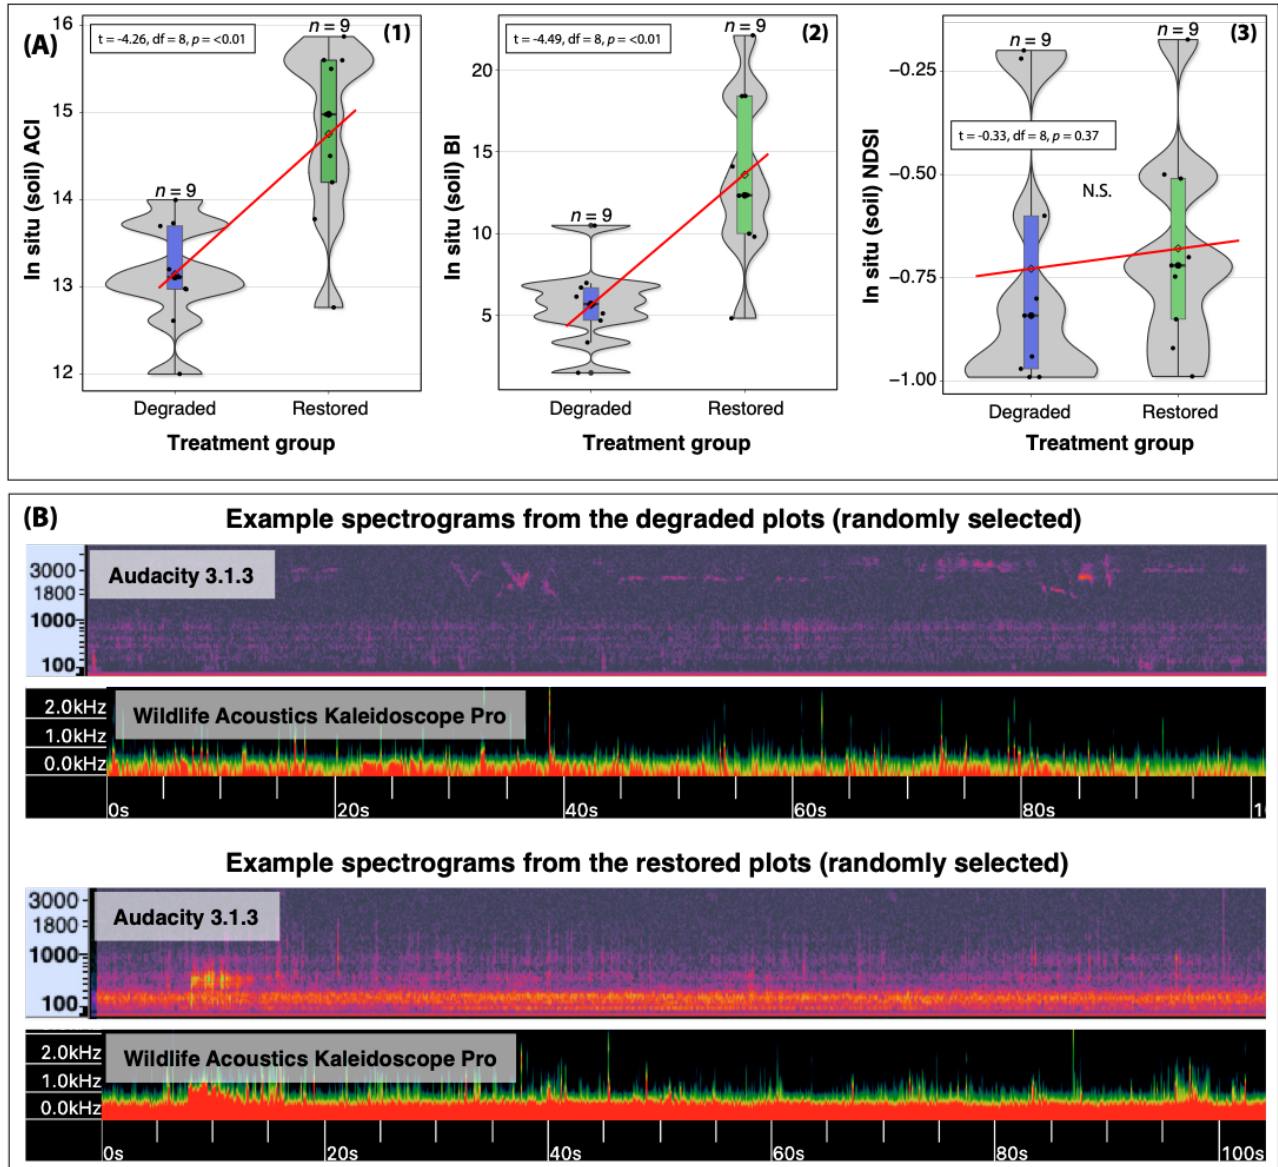 (A)
t = -4.26, df = 8, p = <0.01
(1)
n = 9
n = 9
In situ (soil) ACI
16
15
14
13
12
Degraded
Restored
Treatment group
t = -4.49, df = 8, p = <0.01
(2)
n = 9
n = 9
In situ (soil) BI
20
15
10
5
Degraded
Restored
Treatment group
(3)
n = 9
n = 9
t = -0.33, df = 8, p = 0.37
N.S.
In situ (soil) NDSI
−0.25
−0.50
−0.75
−1.00
Degraded
Restored
Treatment group
(B)
Example spectrograms from the degraded plots (randomly selected)
Audacity 3.1.3
3000
1800
1000
100
Wildlife Acoustics Kaleidoscope Pro
2.0kHz
1.0kHz
0.0kHz
0s 20s 40s 60s 80s
Example spectrograms from the restored plots (randomly selected)
Audacity 3.1.3
3000
1800
1000
100
Wildlife Acoustics Kaleidoscope Pro
2.0kHz
1.0kHz
0.0kHz
0s 20s 40s 60s 80s 100s